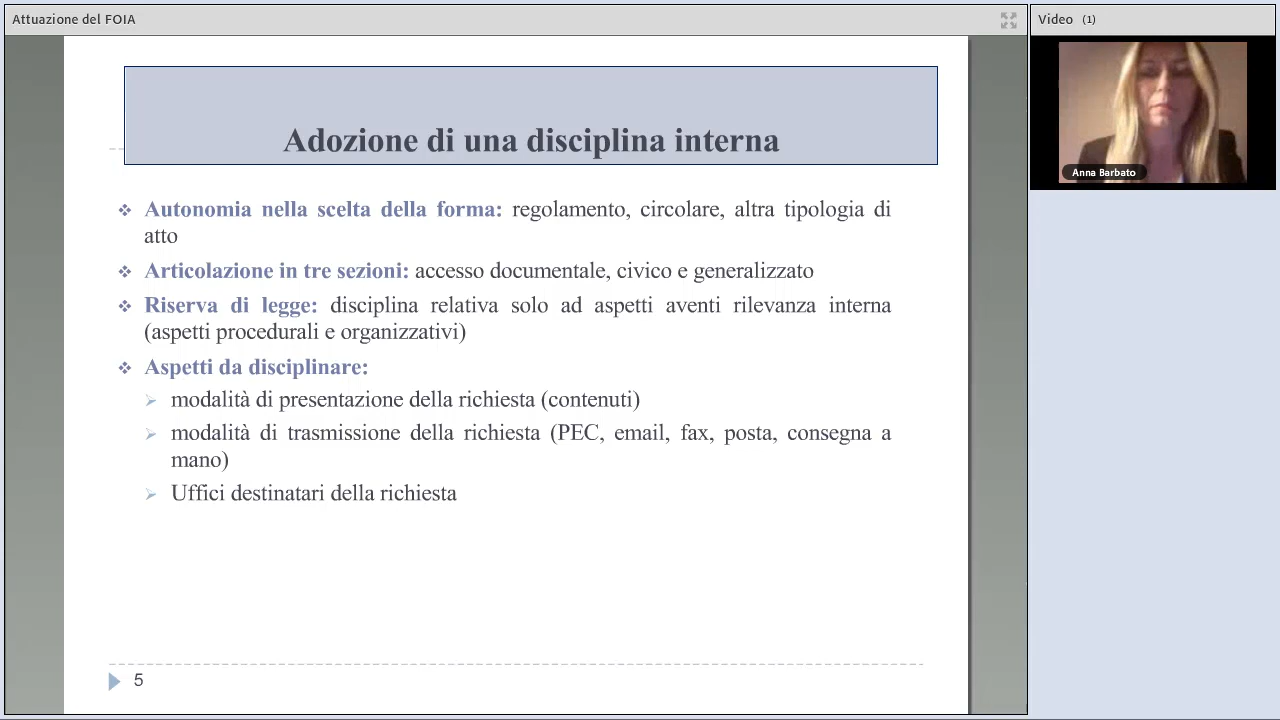 Attuazione del FOIA
Video (1)
Anna Barbato
Adozione di una disciplina interna
Autonomia nella scelta della forma: regolamento, circolare, altra tipologia di
atto
Articolazione in tre sezioni: accesso documentale, civico e generalizzato
Riserva di legge: disciplina relativa solo ad aspetti aventi rilevanza interna
(aspetti procedurali e organizzativi)
Aspetti da disciplinare:
modalità di presentazione della richiesta (contenuti)
modalità di trasmissione della richiesta (PEC, email, fax, posta, consegna a
mano)
Uffici destinatari della richiesta
5